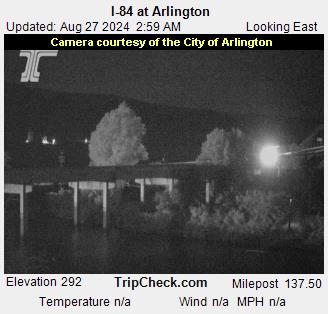 I-84 at Arlington
Updated: Aug 27 2024 2:59 AM Looking East
Camera courtesy of the City of Arlington
Elevation 292 TripCheck.com Milepost 137.50
Temperature n/a Wind n/a MPH n/a